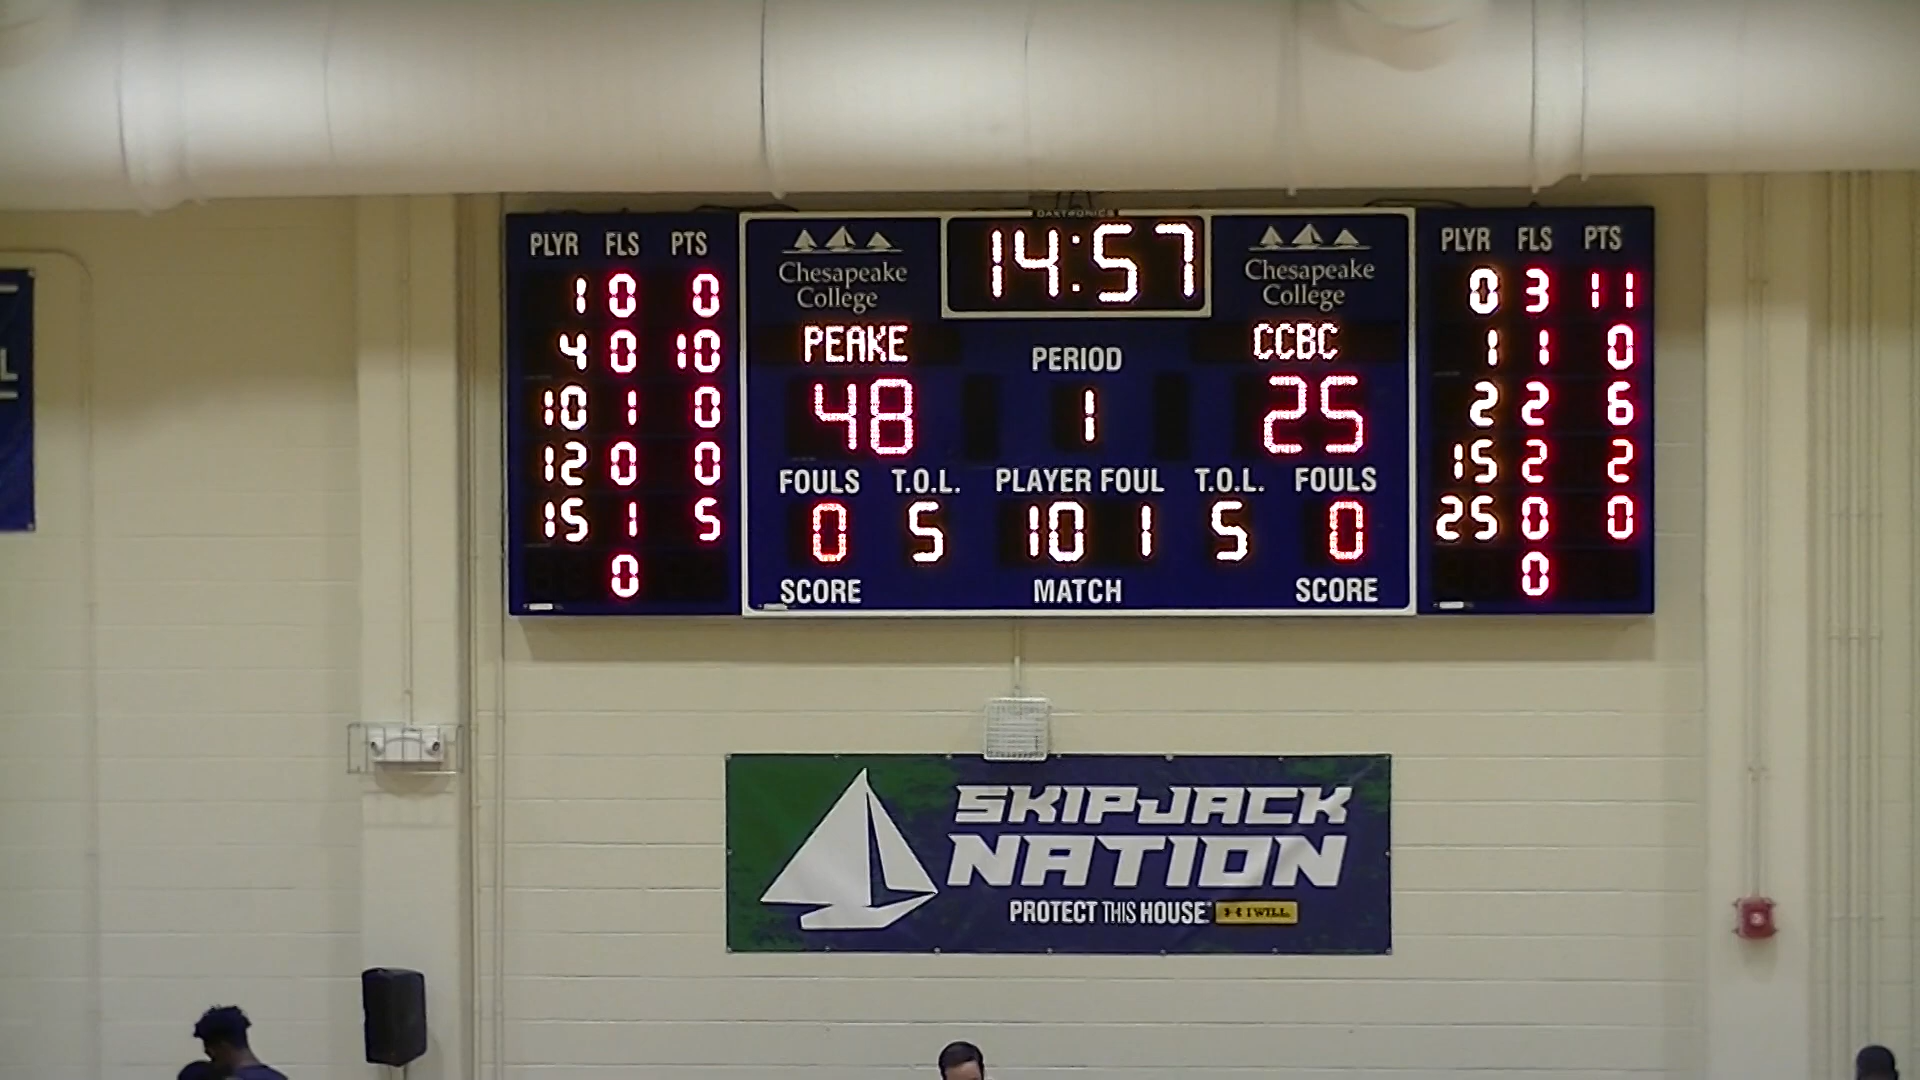 DAKTRONICS
PLYR FLS PTS
1 0 0
4 0 10
10 1 0
12 0 0
15 1 5
0
Chesapeake
College
14:57
Chesapeake
College
PEAKE
PERIOD
CCBC
48
1
25
FOULS T.O.L. PLAYER FOUL T.O.L. FOULS
0 5 10 1 5 0
SCORE MATCH SCORE
PLYR FLS PTS
0 3 11
1 1 0
2 2 6
15 2 2
25 0 0
0
L
SKIPJACK
NATION
PROTECT THIS HOUSE I WILL